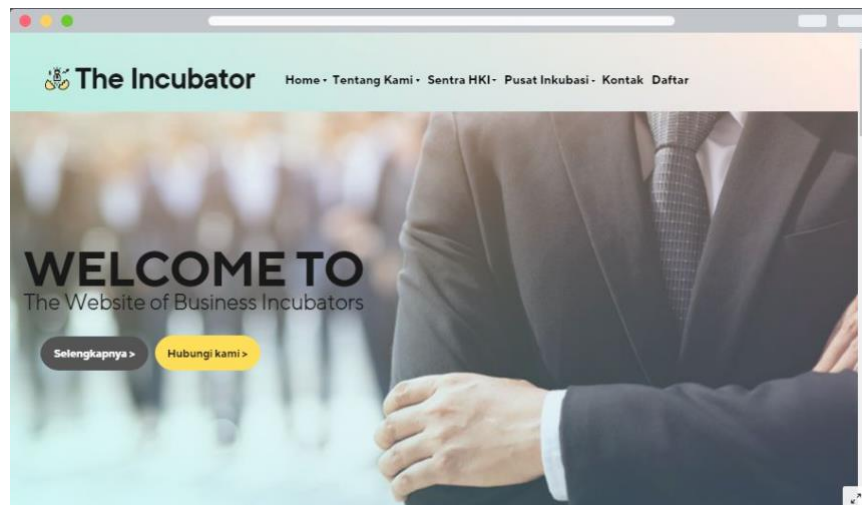 The Incubator
Home - Tentang Kami - Sentra HKI- Pusat Inkubasi - Kontak Daftar
WELCOME TO
The Website of Business Incubators
Selengkapnya >
Hubungi kami >